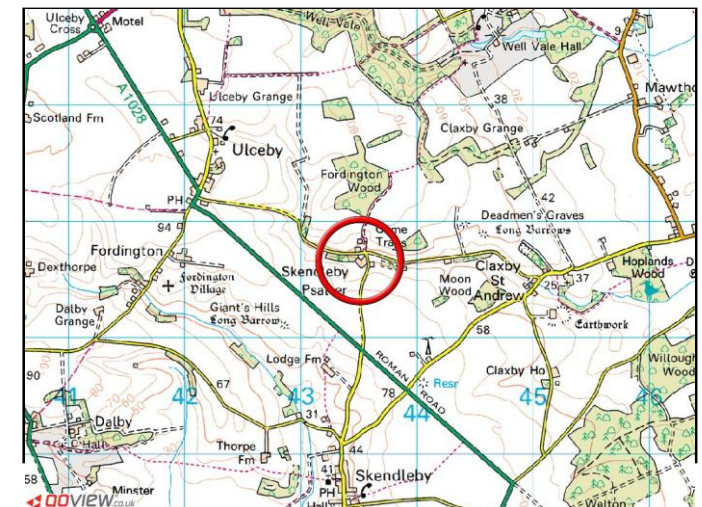 Ulceby
Cross
Motel
Well Vale
Well Vale Hall
9
Mawtho
A1028
Ulceby Grange
38
Scotland Fm
74
Ulceby
Claxby Grange
Fordington
Wood
42
PH
Deadmen's Graves
Long Barrows
94
Fordington
Skendleby
Psalter
Claxby
St
Andrew
Hoplands
Wood
Dexthorpe
Fordington
Village
Moon
Wood
25
37
Dalby
Grange
Giant's Hills
Long Barrow
Earthwork
58
Lodge Fm
ROMAN ROAD
Claxby Ho
Willough
Wood
90
67
78
Resr
41
42
43
44
45
46
Dalby
Hall
31
Thorpe
Fm
44
41
Skendleby
PH
Hall
58
Minster
Welton
goview.co.uk